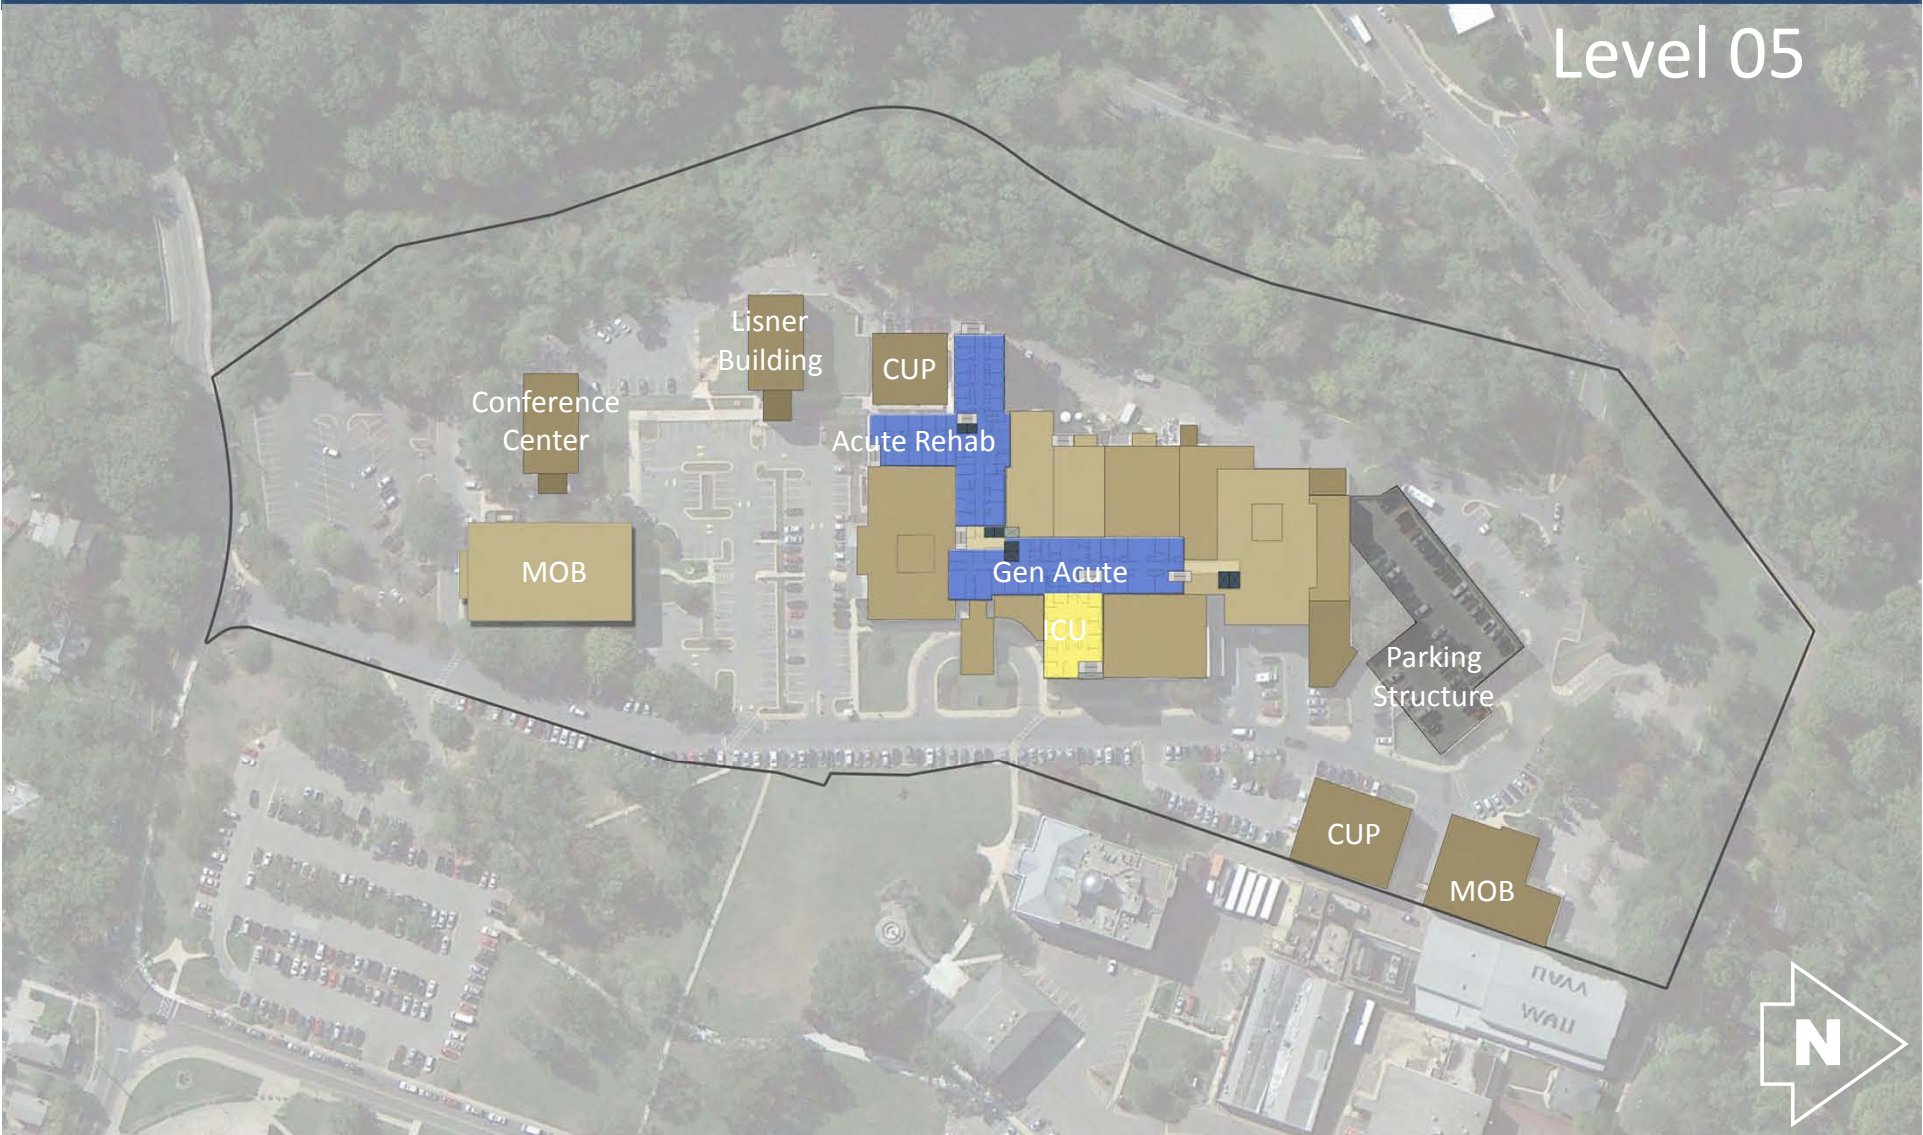 Level 05
Lisner
Building
CUP
Conference
Center
Acute Rehab
MOB
Gen Acute
ICU
Parking
Structure
CUP
MOB
N